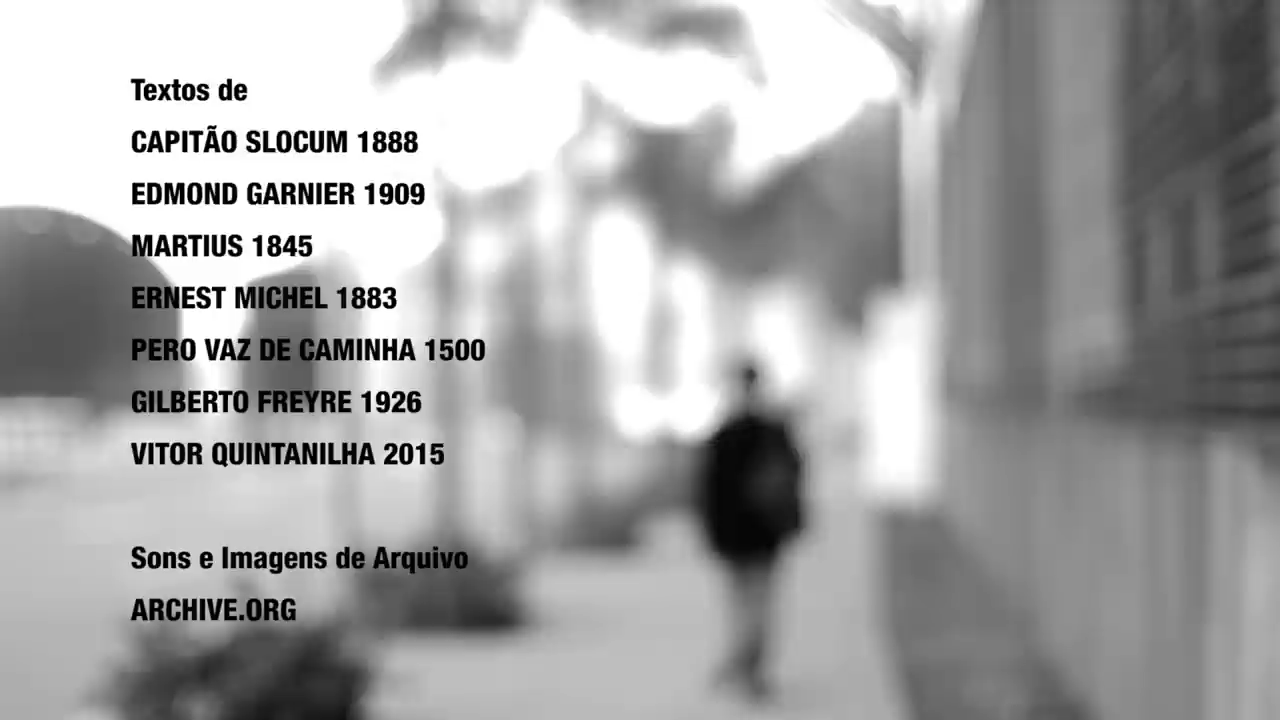 Textos de
CAPITÃO SLOCUM 1888
EDMOND GARNIER 1909
MARTIUS 1845
ERNEST MICHEL 1883
PERO VAZ DE CAMINHA 1500
GILBERTO FREYRE 1926
VITOR QUINTANILHA 2015
Sons e Imagens de Arquivo
ARCHIVE.ORG